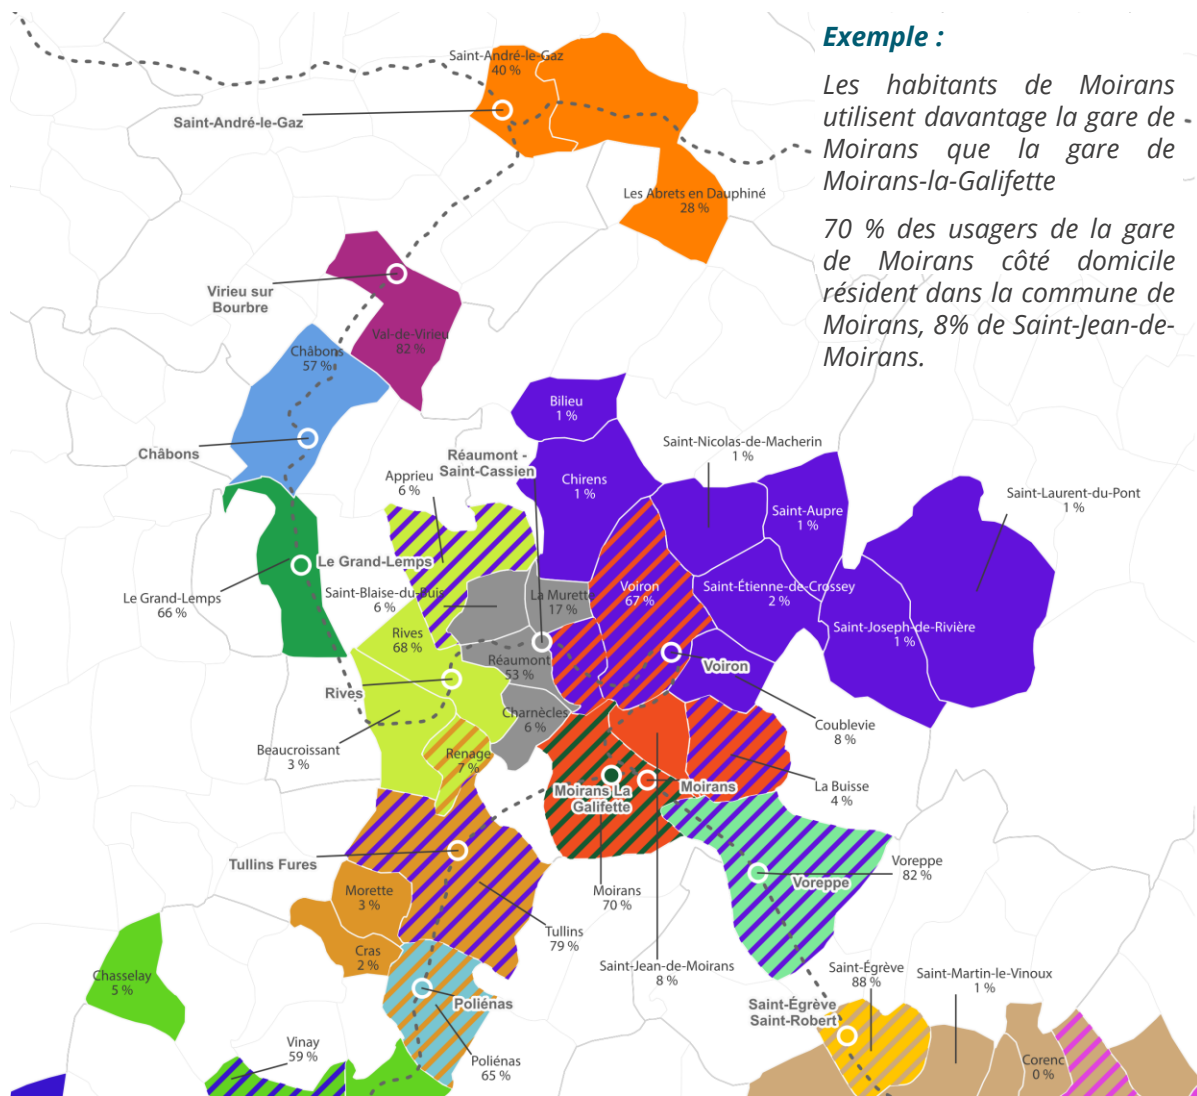 Exemple :
Les habitants de Moirans
utilisent davantage la gare de
Moirans que la gare de
Moirans-la-Galifette
70 % des usagers de la gare
de Moirans côté domicile
résident dans la commune de
Moirans, 8% de Saint-Jean-de-
Moirans.
Saint-André-le-Gaz
40 %
Saint-André-le-Gaz
Les Abrets en Dauphiné
28 %
Virieu sur
Bourbre
Val-de-Virieu
82 %
Châbons
57 %
Châbons
Bilieu
1 %
Saint-Nicolas-de-Macherin
1 %
Réaumont -
Saint-Cassien
Apprieu
6 %
Chirens
1 %
Saint-Aupre
1 %
Saint-Laurent-du-Pont
1 %
Le Grand-Lemps
Le Grand-Lemps
66 %
Saint-Blaise-du-Buis
6 %
La Murette
17 %
Voiron
67 %
Saint-Étienne-de-Crossey
2 %
Saint-Joseph-de-Rivière
1 %
Rives
68 %
Réaumont
53 %
Voiron
Rives
Charnècles
6 %
Coublevie
8 %
Beaucroissant
3 %
Renage
7 %
Moirans La
Galifette
Moirans
La Buisse
4 %
Tullins Fures
Voreppe
82 %
Voreppe
Morette
3 %
Moirans
70 %
Tullins
79 %
Cras
2 %
Saint-Jean-de-Moirans
8 %
Saint-Égrève
88 %
Saint-Martin-le-Vinoux
1 %
Chasselay
5 %
Poliénas
Saint-Égrève
Saint-Robert
Vinay
59 %
Poliénas
65 %
Corenc
0 %